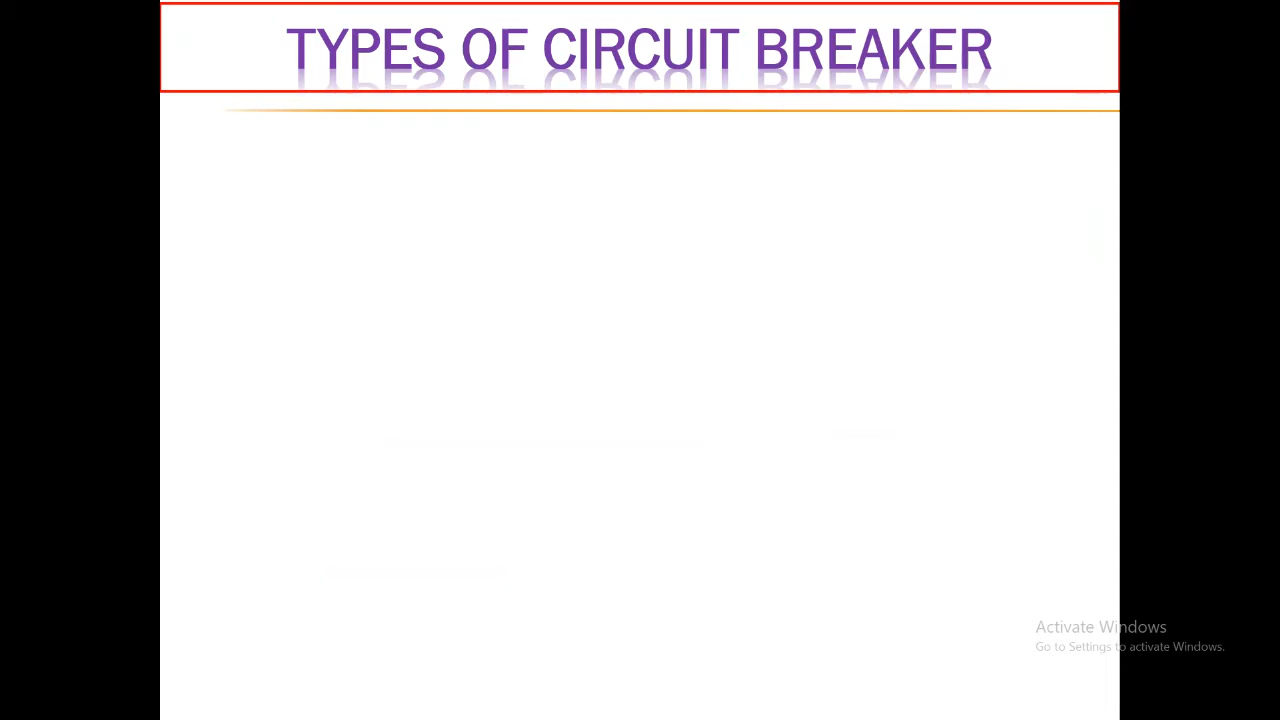 TYPES OF CIRCUIT BREAKER
Activate Windows
Go to Settings to activate Windows.